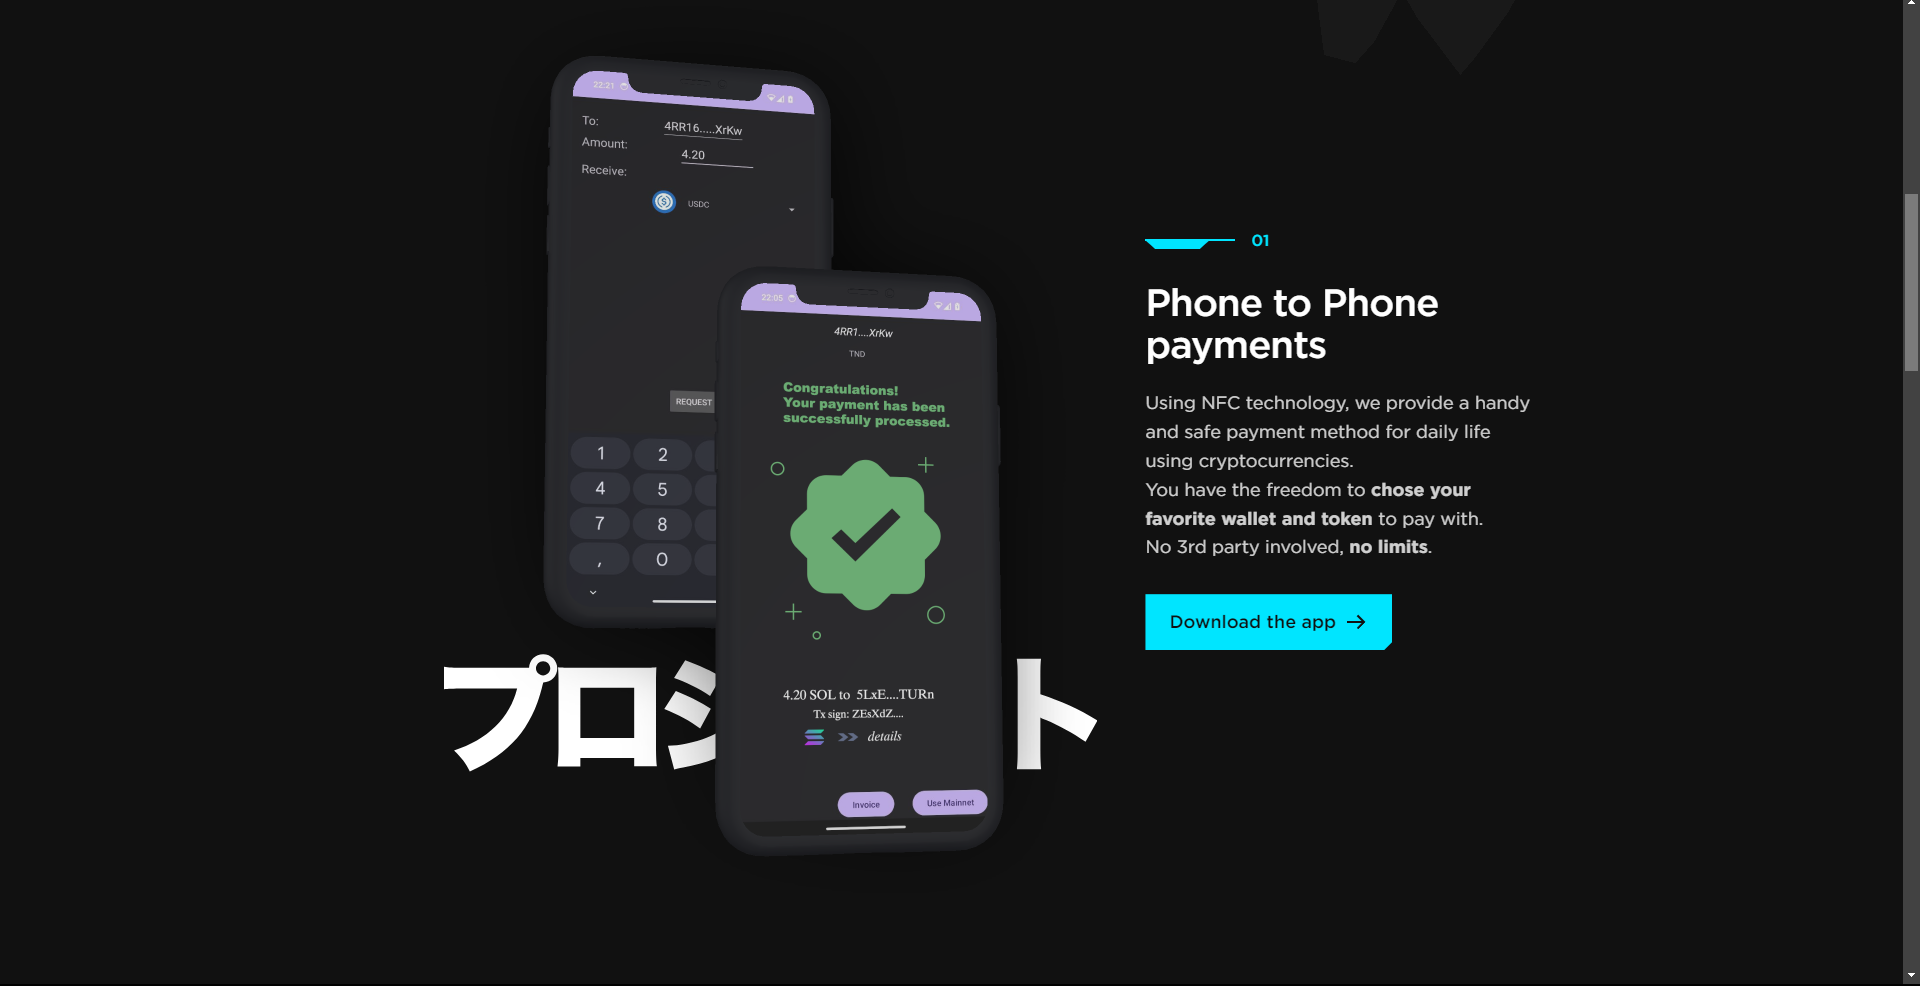 22:21
To:
4RR16.....XrKw
Amount:
4.20
Receive:
USDC
REQUEST
1 2
4 5
7 8
, 0
22:05
4RR1....XrKw
TND
Congratulations!
Your payment has been
successfully processed.
4.20 SOL to 5LxE....TURn
Tx sign: ZEsXdZ....
details
Invoice
Use Mainnet
プロジ
ト
01
Phone to Phone
payments
Using NFC technology, we provide a handy
and safe payment method for daily life
using cryptocurrencies.
You have the freedom to chose your
favorite wallet and token to pay with.
No 3rd party involved, no limits.
Download the app